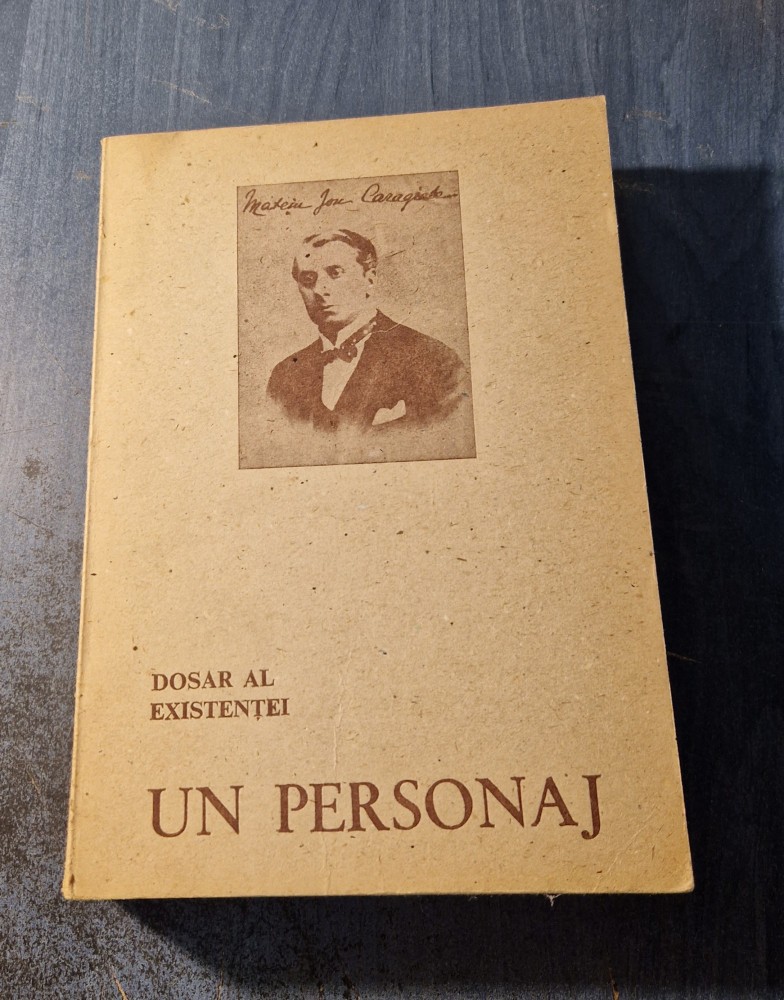 Mateiu Ion Caragiale
DOSAR AL
EXISTENȚEI
UN PERSONAJ